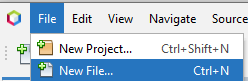 File Edit View Navigate Source
New Project... Ctrl+Shift+N
New File... Ctrl+N